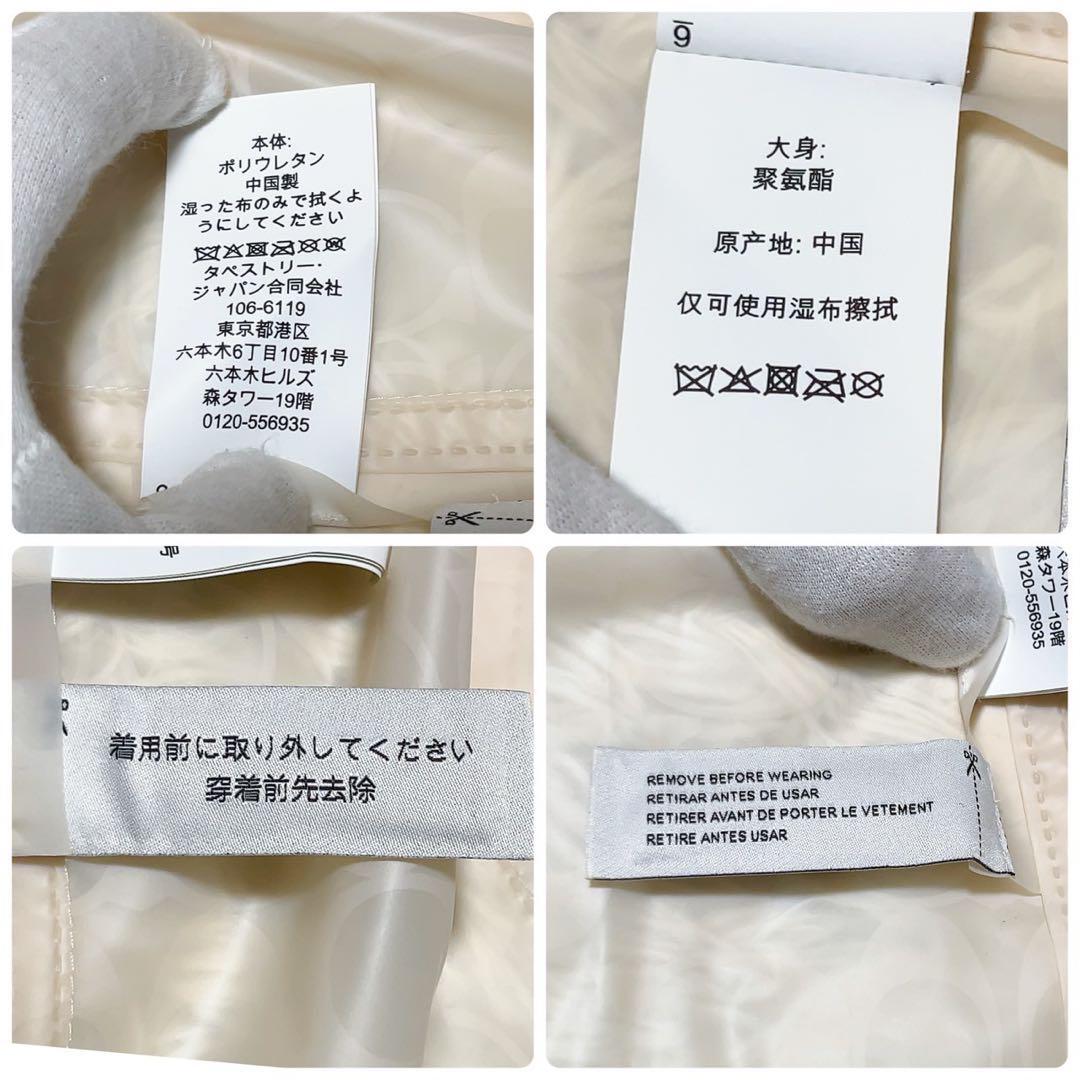 本体:
ポリウレタン
中国製
湿った布のみで拭くよ
うにしてください
タペストリー・
ジャパン合同会社
106-6119
東京都港区
六本木6丁目10番1号
六本木ヒルズ
森タワー19階
0120-556935
大身:
聚氨酯
原产地: 中国
仅可使用湿布擦拭
号
着用前に取り外してください
穿着前先去除
森タワー19階
0120-556935
REMOVE BEFORE WEARING
RETIRAR ANTES DE USAR
RETIRER AVANT DE PORTER LE VETEMENT
RETIRE ANTES USAR